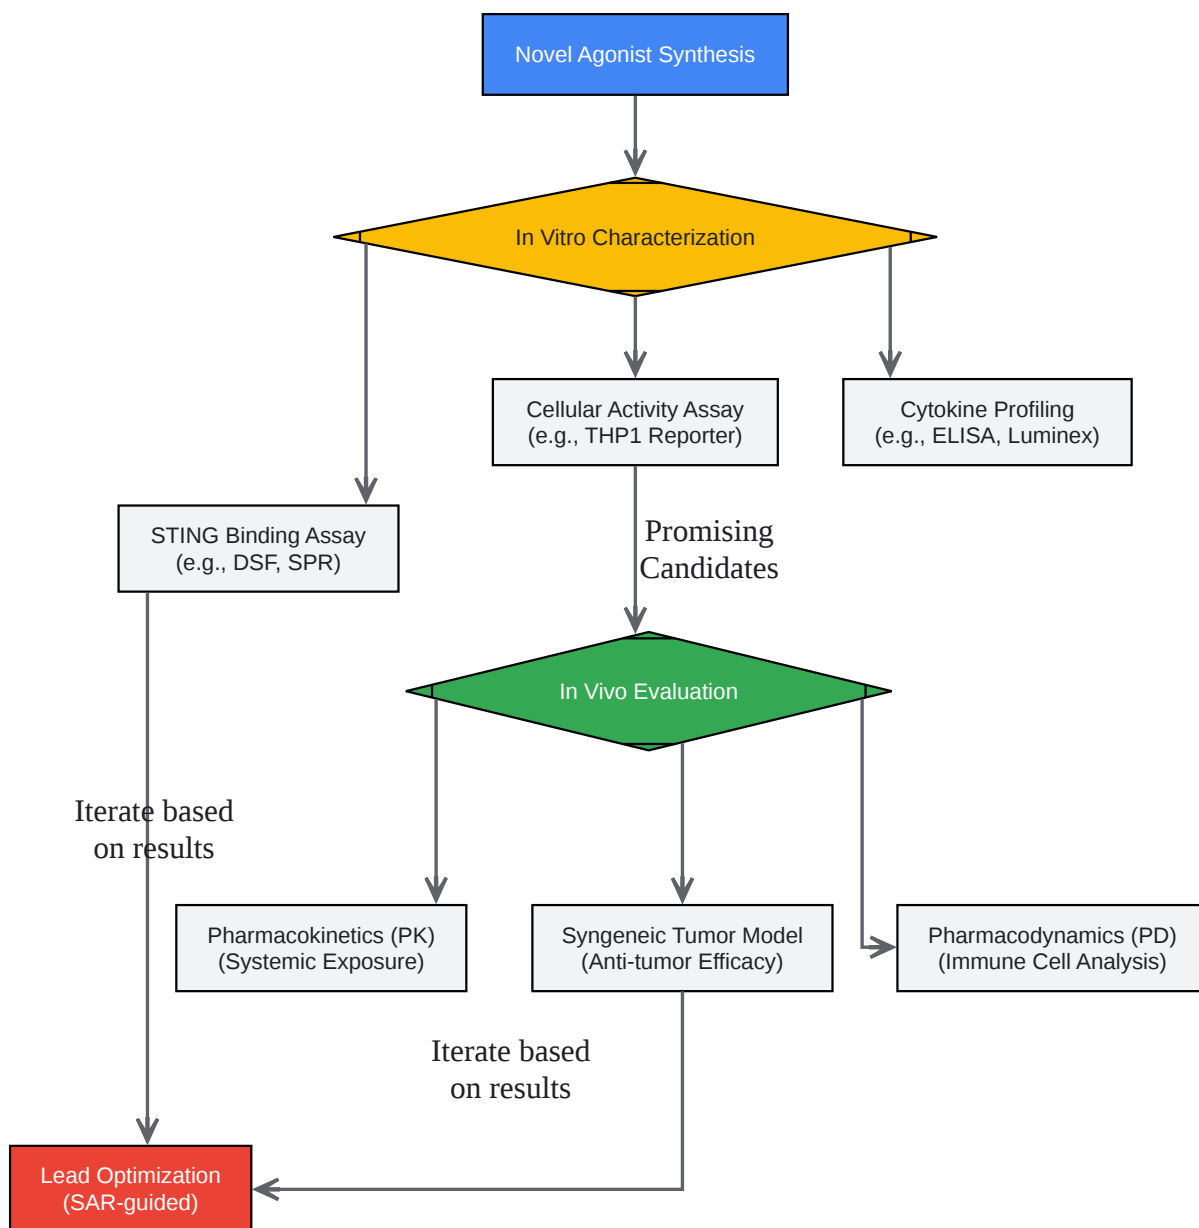 Novel Agonist Synthesis
In Vitro Characterization
Cellular Activity Assay
(e.g., THP1 Reporter)
Cytokine Profiling
(e.g., ELISA, Luminex)
STING Binding Assay
(e.g., DSF, SPR)
Promising
Candidates
In Vivo Evaluation
Iterate based
on results
Pharmacokinetics (PK)
(Systemic Exposure)
Syngeneic Tumor Model
(Anti-tumor Efficacy)
Pharmacodynamics (PD)
(Immune Cell Analysis)
Iterate based
on results
Lead Optimization
(SAR-guided)